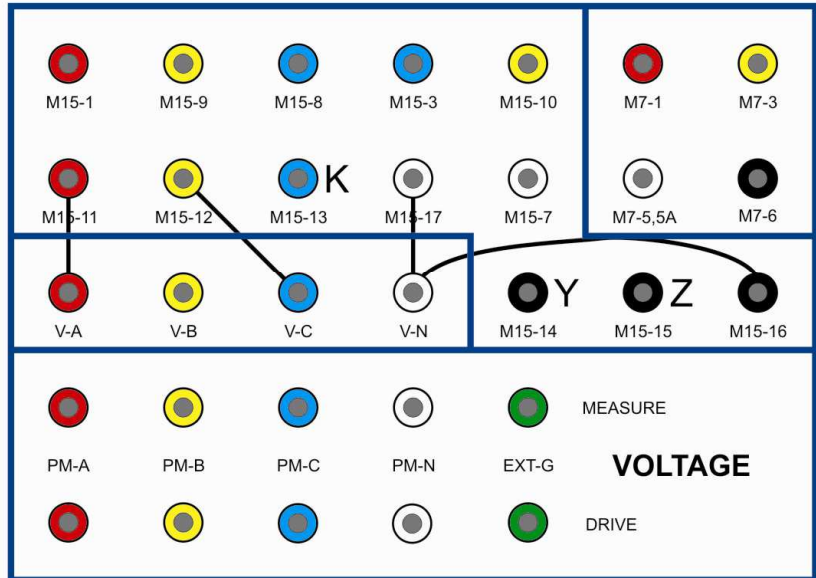 M15-1 M15-9 M15-8 M15-3 M15-10 M7-1 M7-3
K
M15-11 M15-12 M15-13 M15-17 M15-7 M7-5,5A M7-6
Y Z
V-A V-B V-C V-N M15-14 M15-15 M15-16
MEASURE
PM-A PM-B PM-C PM-N EXT-G VOLTAGE
DRIVE